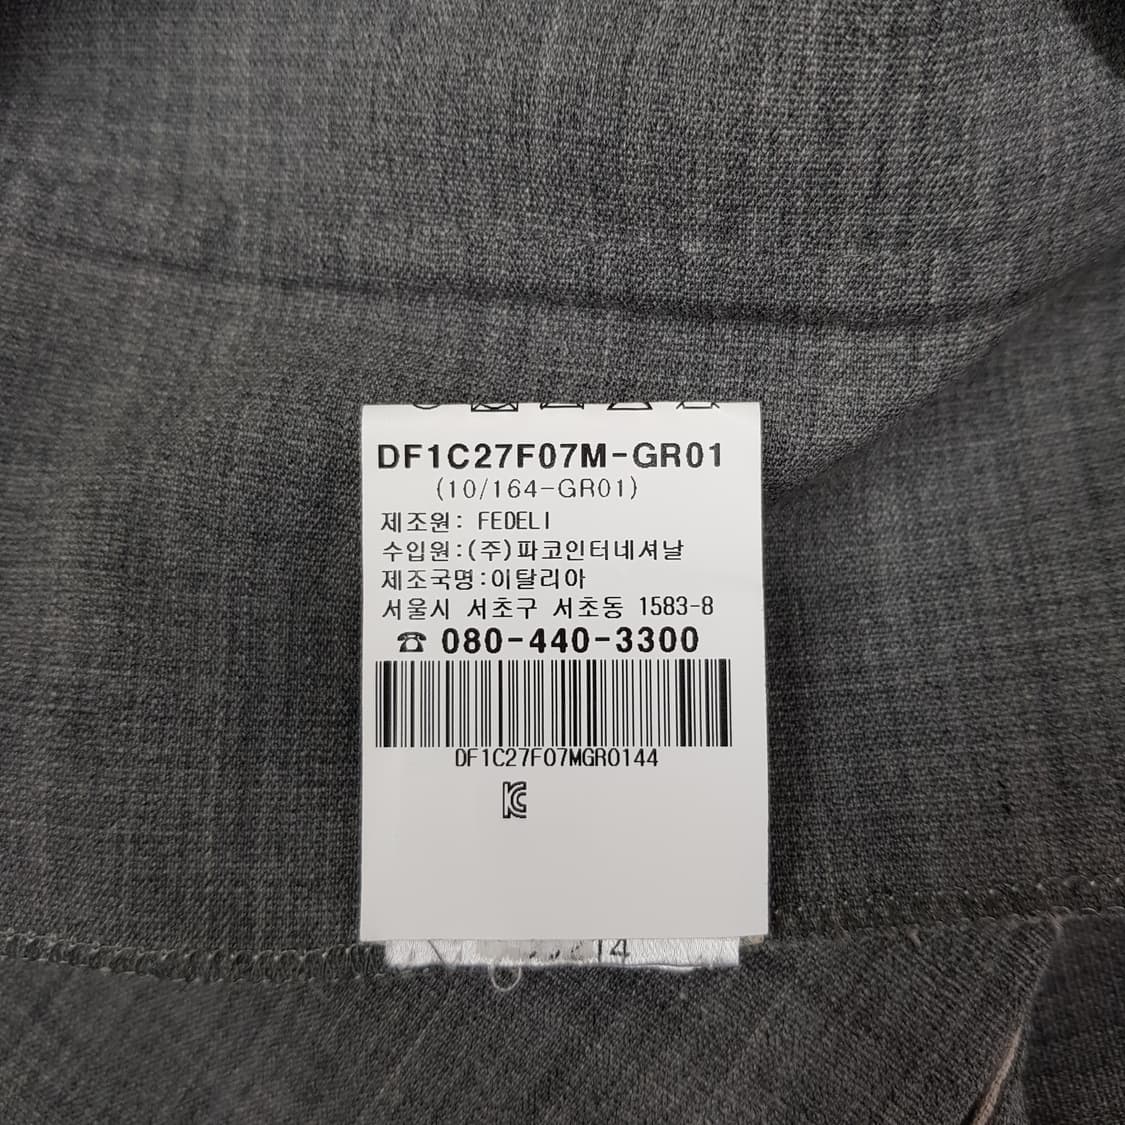 DF1C27F07M-GR01
(10/164-GR01)
제조원: FEDELI
수입원:(주)파코인터네셔날
제조국명:이탈리아
서울시 서초구 서초동 1583-8
☎ 080-440-3300
DF1C27F07MGR0144
KC